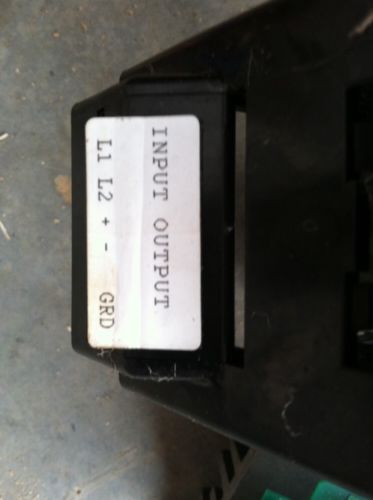 INPUT OUTPUT
L1 L2 + - GRD